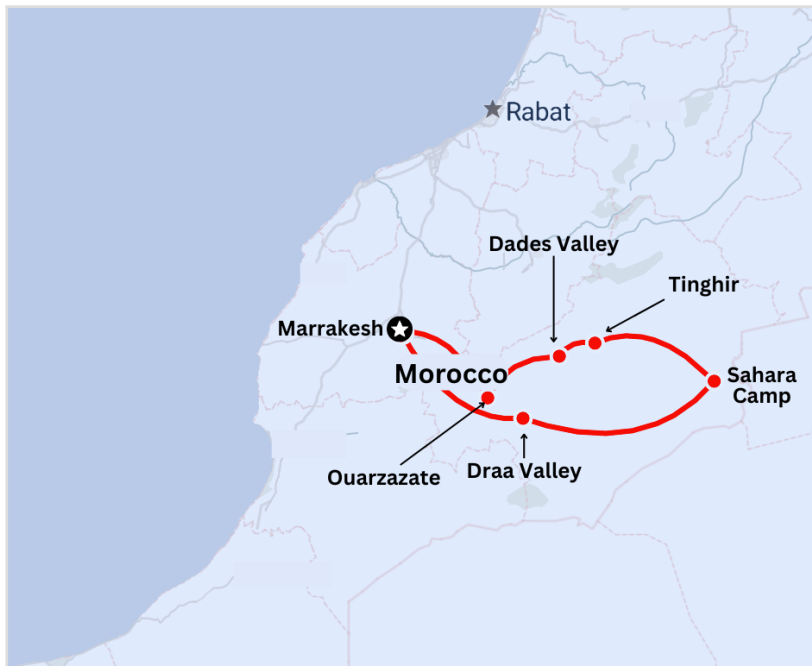 Rabat
Dades Valley
Tinghir
Marrakesh
Morocco
Sahara
Camp
Ouarzazate
Draa Valley